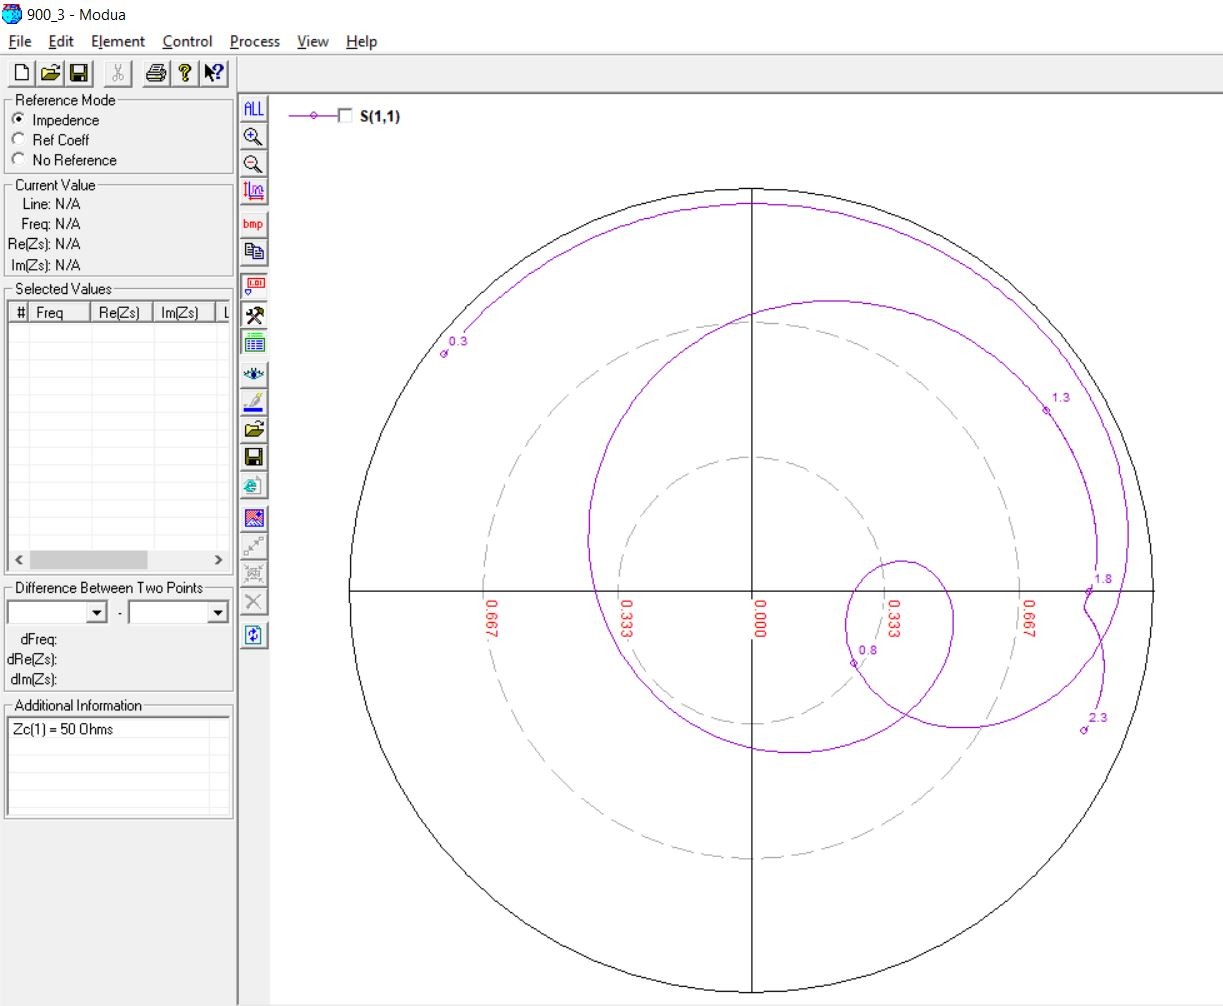 900_3 - Modua
File Edit Element Control Process View Help
Reference Mode
Impedence
Ref Coeff
No Reference
Current Value
Line: N/A
Freq: N/A
Re(Zs): N/A
Im(Zs): N/A
Selected Values
# Freq Re(Zs) Im(Zs) L
Difference Between Two Points
-
dFreq:
dRe(Zs):
dIm(Zs):
Additional Information
Zc(1) = 50 Ohms
ALL
bmp
1.01
S(1,1)
0.3
1.3
1.8
0.667
0.333
0.000
0.333
0.667
0.8
2.3